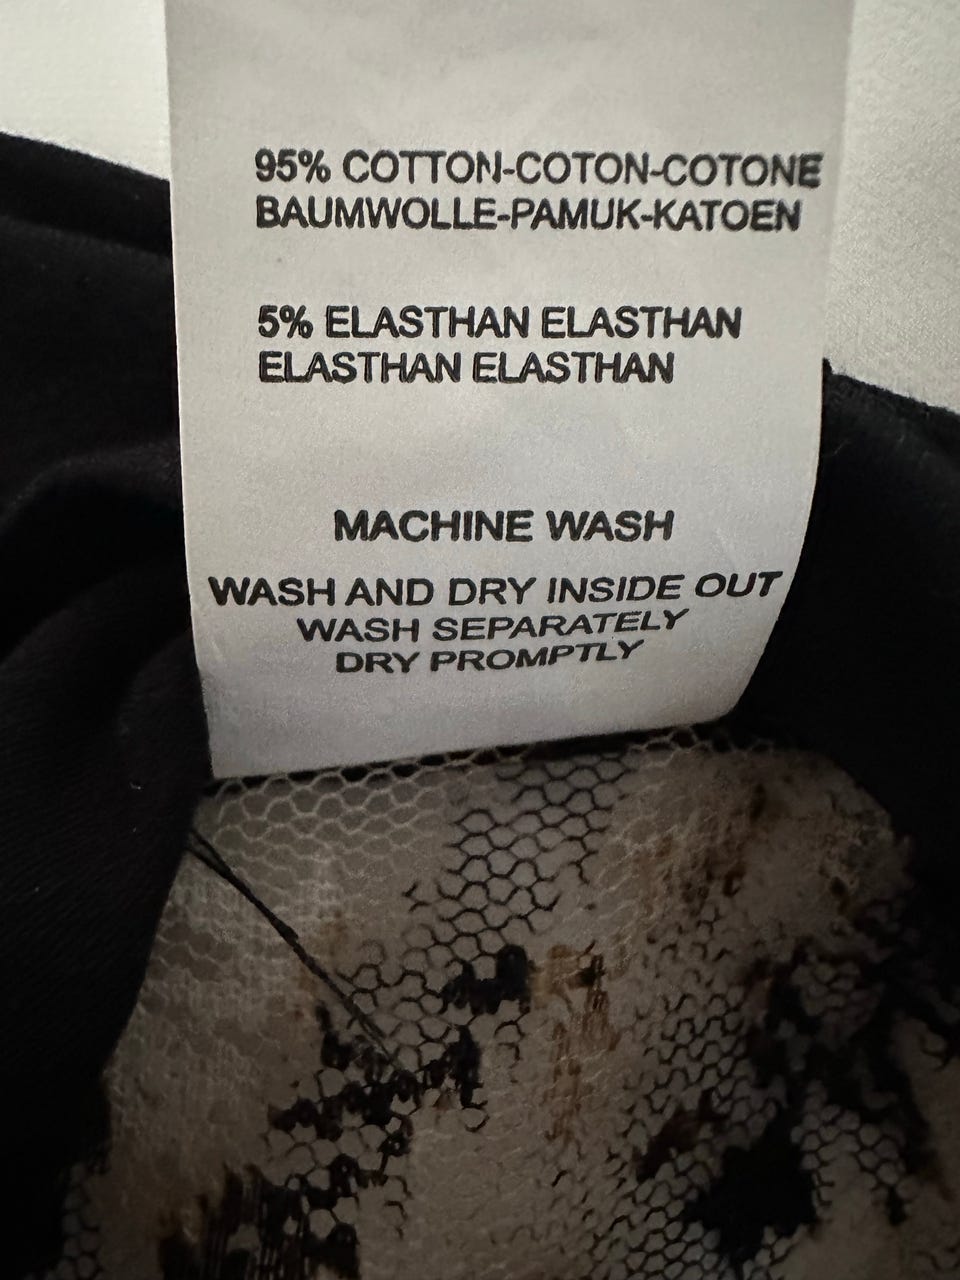 95% COTTON-COTON-COTONE
BAUMWOLLE-PAMUK-KATOEN
5% ELASTHAN ELASTHAN
ELASTHAN ELASTHAN
MACHINE WASH
WASH AND DRY INSIDE OUT
WASH SEPARATELY
DRY PROMPTLY